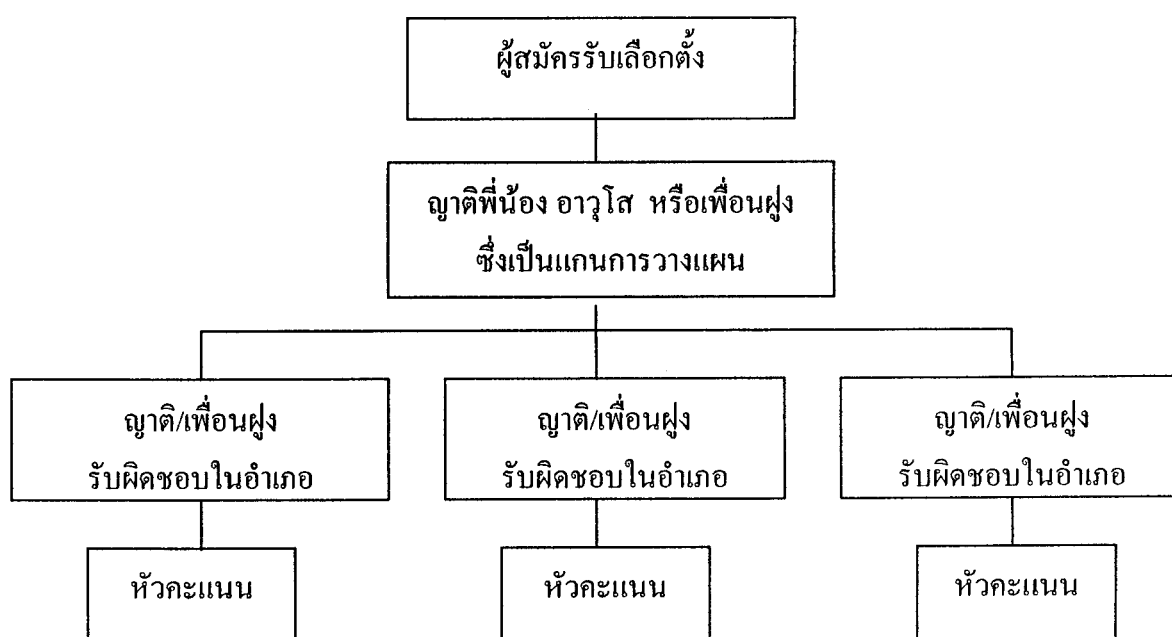 ผู้สมัครรับเลือกตั้ง
ญาติพี่น้อง อาวุโส หรือเพื่อนฝูง
ซึ่งเป็นแกนการวางแผน
ญาติ/เพื่อนฝูง
รับผิดชอบในอำเภอ
ญาติ/เพื่อนฝูง
รับผิดชอบในอำเภอ
ญาติ/เพื่อนฝูง
รับผิดชอบในอำเภอ
หัวคะแนน
หัวคะแนน
หัวคะแนน